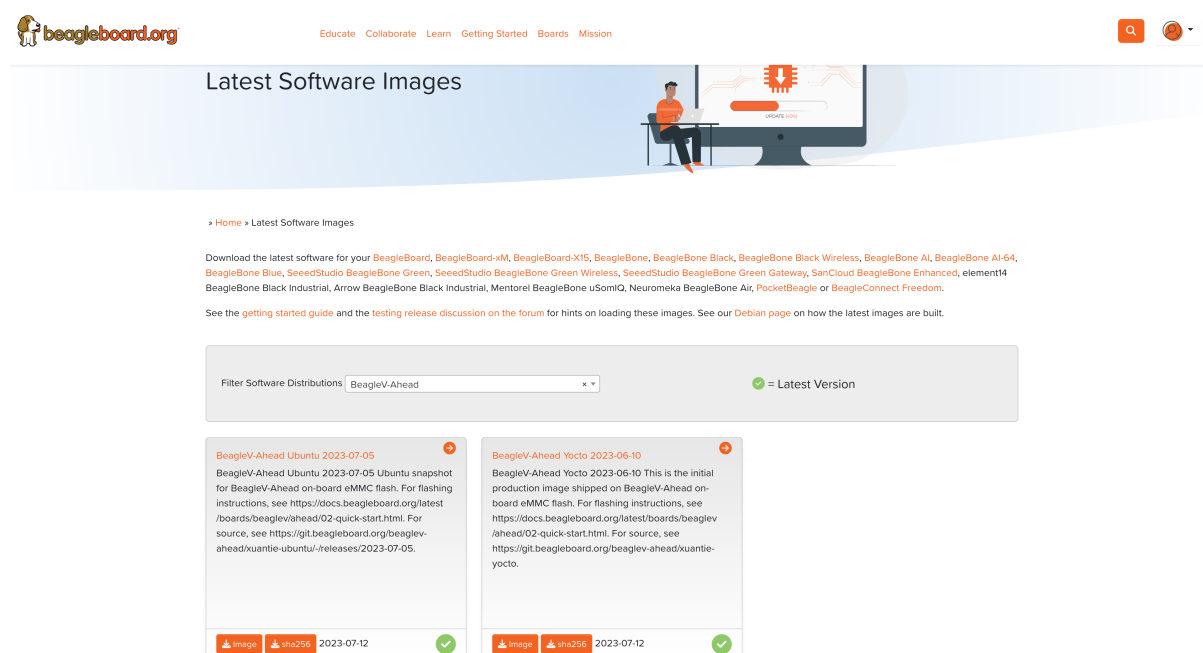 beagleboard.org
Educate Collaborate Learn Getting Started Boards Mission
Latest Software Images
UPDATE NOW
» Home » Latest Software Images
Download the latest software for your BeagleBoard, BeagleBoard-xM, BeagleBoard-X15, BeagleBone, BeagleBone Black, BeagleBone Black Wireless, BeagleBone AI, BeagleBone AI-64,
BeagleBone Blue, SeeedStudio BeagleBone Green, SeeedStudio BeagleBone Green Wireless, SeeedStudio BeagleBone Green Gateway, SanCloud BeagleBone Enhanced, element14
BeagleBone Black Industrial, Arrow BeagleBone Black Industrial, Mentorel BeagleBone uSomIQ, Neuromeka BeagleBone Air, PocketBeagle or BeagleConnect Freedom.
See the getting started guide and the testing release discussion on the forum for hints on loading these images. See our Debian page on how the latest images are built.
Filter Software Distributions BeagleV-Ahead × = Latest Version
BeagleV-Ahead Ubuntu 2023-07-05
BeagleV-Ahead Ubuntu 2023-07-05 Ubuntu snapshot
for BeagleV-Ahead on-board eMMC flash. For flashing
instructions, see https://docs.beagleboard.org/latest
/boards/beaglev/ahead/02-quick-start.html. For
source, see https://git.beagleboard.org/beaglev-
ahead/xuantie-ubuntu/-/releases/2023-07-05.
Image sha256 2023-07-12
BeagleV-Ahead Yocto 2023-06-10
BeagleV-Ahead Yocto 2023-06-10 This is the initial
production image shipped on BeagleV-Ahead on-
board eMMC flash. For flashing instructions, see
https://docs.beagleboard.org/latest/boards/beaglev
/ahead/02-quick-start.html. For source, see
https://git.beagleboard.org/beaglev-ahead/xuantie-
yocto.
Image sha256 2023-07-12